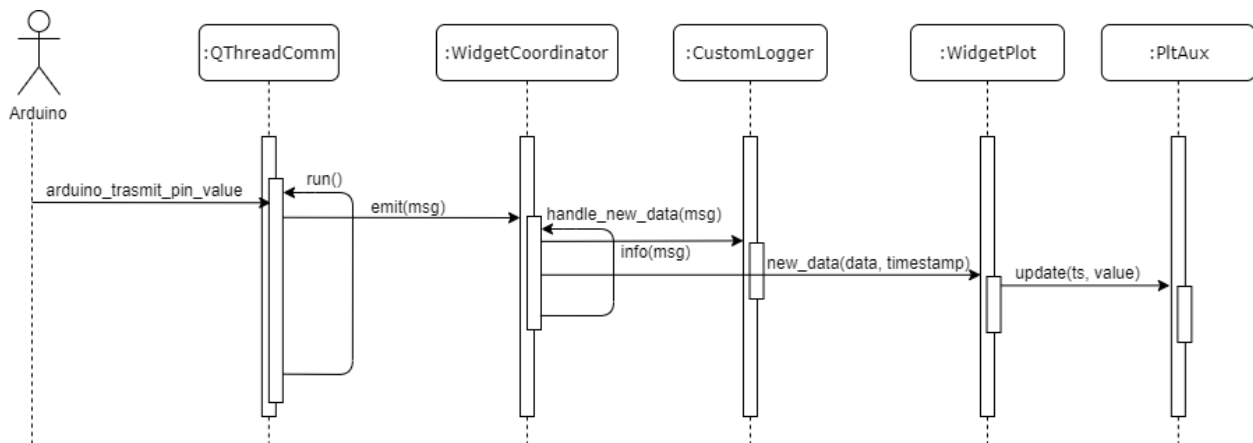 :QThreadComm
:WidgetCoordinator
:CustomLogger
:WidgetPlot
:PltAux
Arduino
run()
arduino_trasmit_pin_value
emit(msg)
handle_new_data(msg)
info(msg)
new_data(data, timestamp)
update(ts, value)